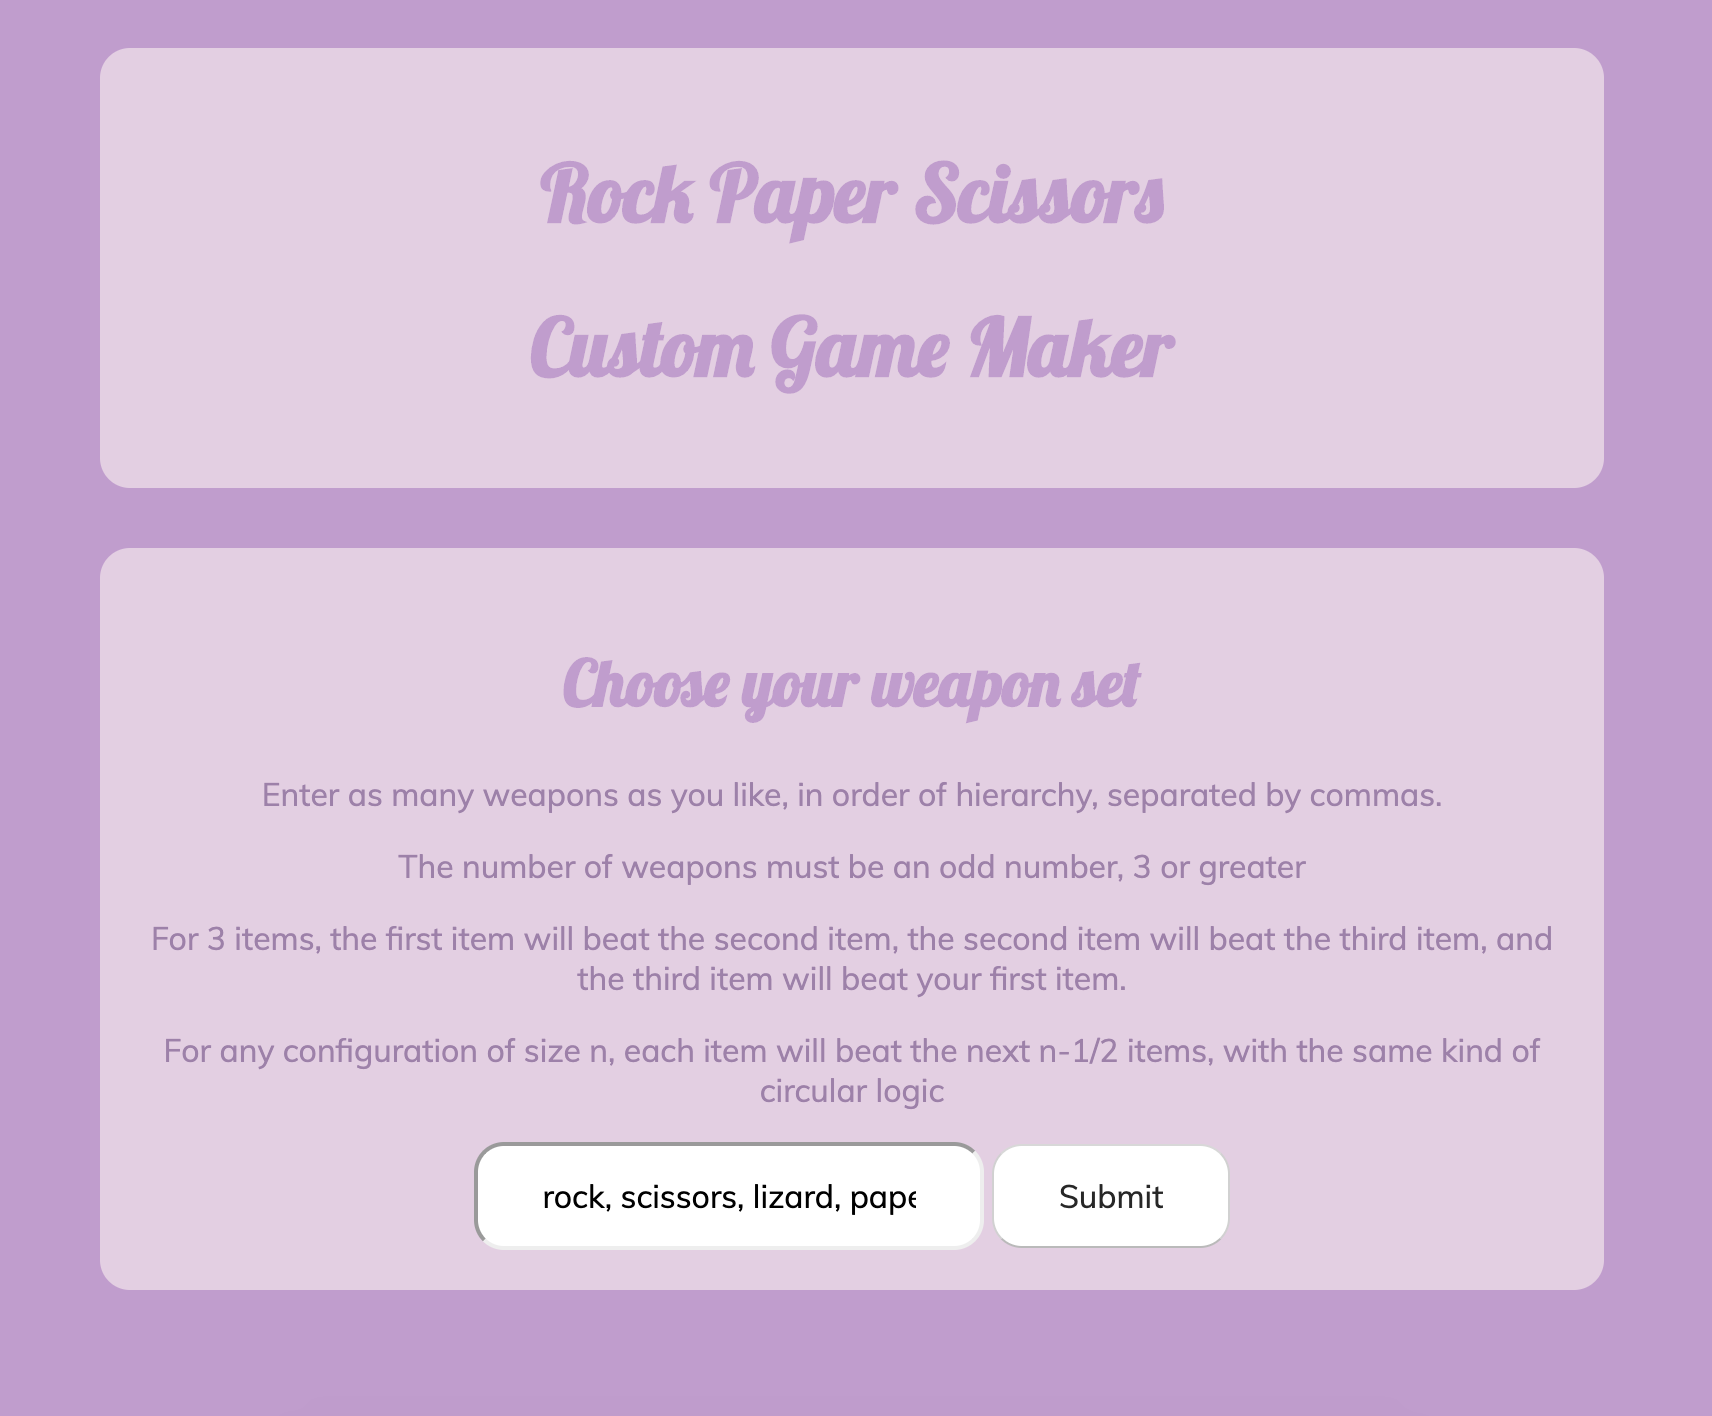 Rock Paper Scissors
Custom Game Maker
Choose your weapon set
Enter as many weapons as you like, in order of hierarchy, separated by commas.
The number of weapons must be an odd number, 3 or greater
For 3 items, the first item will beat the second item, the second item will beat the third item, and
the third item will beat your first item.
For any configuration of size n, each item will beat the next n-1/2 items, with the same kind of
circular logic
rock, scissors, lizard, pape
Submit